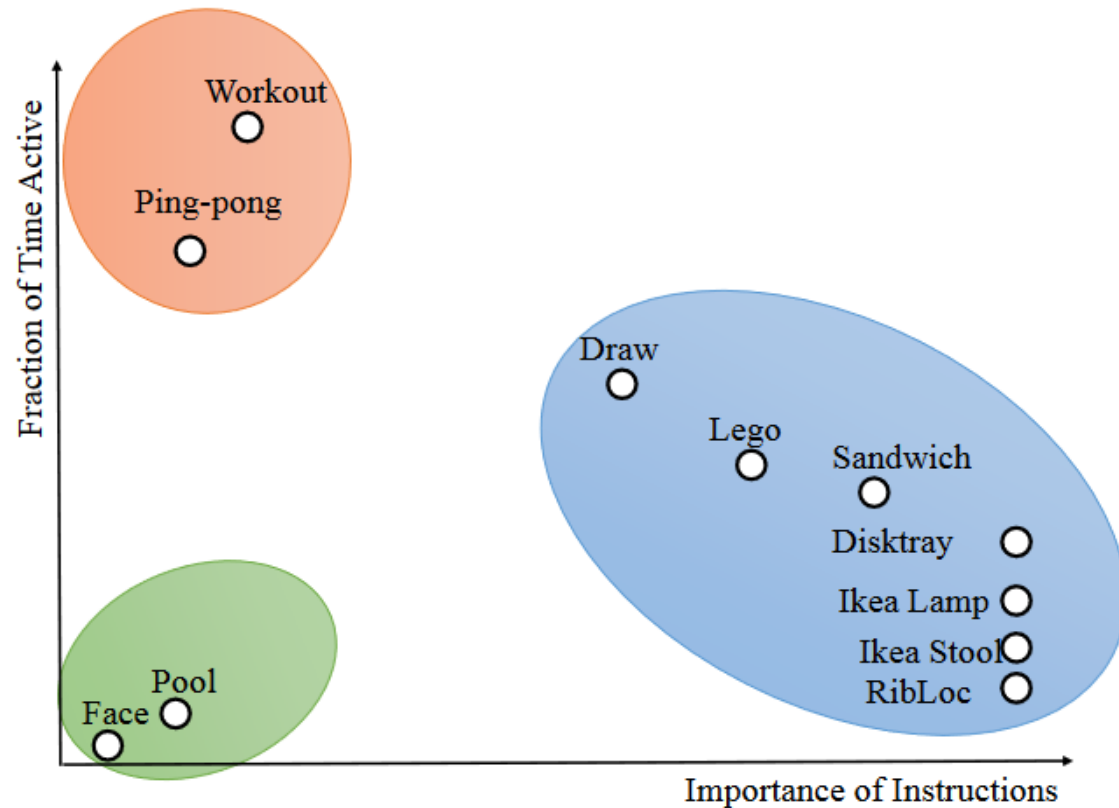 Workout
Ping-pong
Fraction of Time Active
Draw
Lego
Sandwich
Disktray
Ikea Lamp
Ikea Stool
RibLoc
Pool
Face
Importance of Instructions